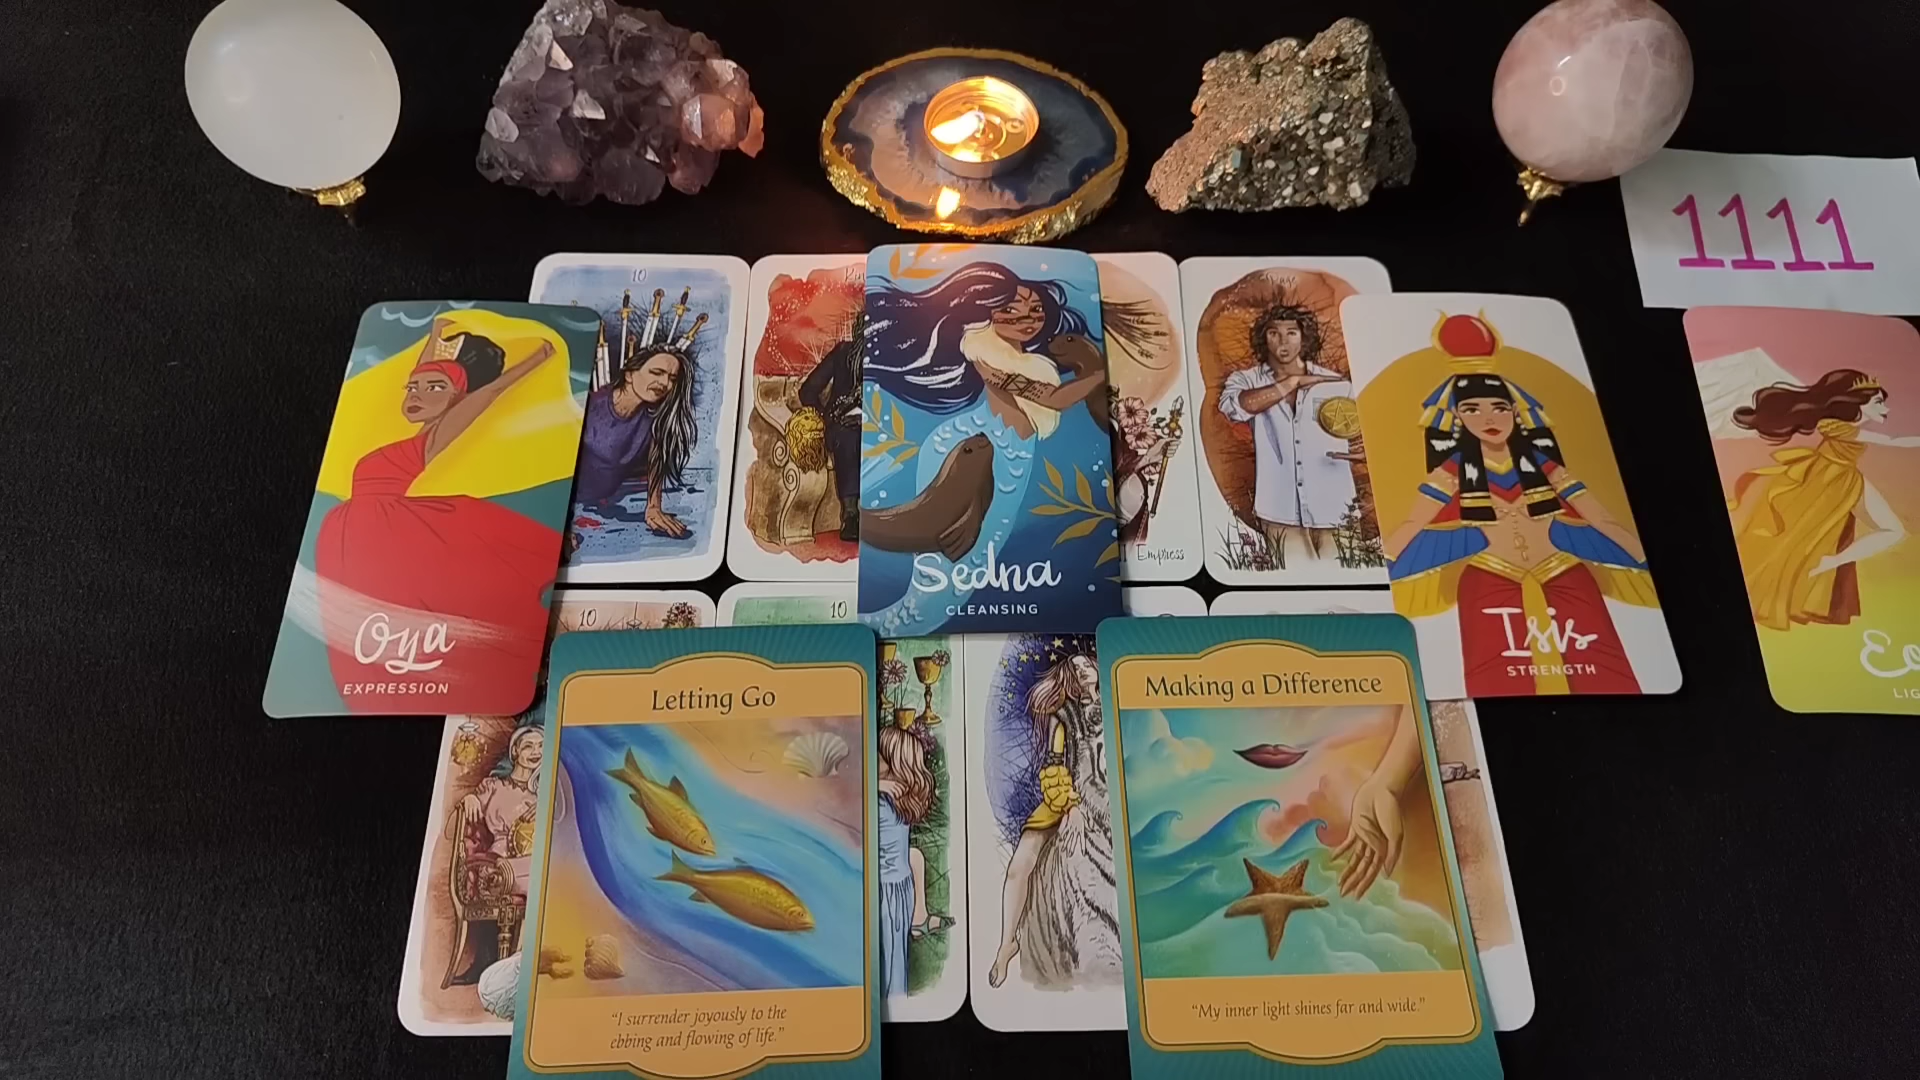 1111
10
Empress
Oya
EXPRESSION
Sedna
CLEANSING
Isis
STRENGTH
10
10
Letting Go
"I surrender joyously to the
ebbing and flowing of life."
Making a Difference
"My inner light shines far and wide."